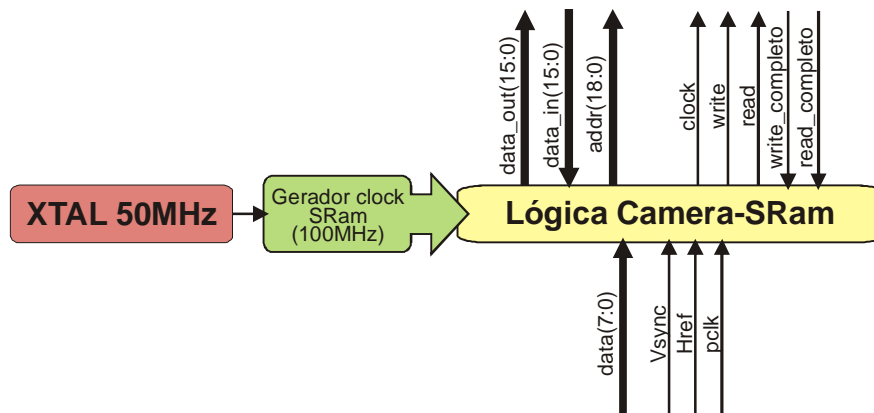 data_out(15:0)
data_in(15:0)
addr(18:0)
clock
write
read
write_completo
read_completo
XTAL 50MHz
Gerador clock
SRam
(100MHz)
Lógica Camera-SRam
data(7:0)
Vsync
Href
pclk